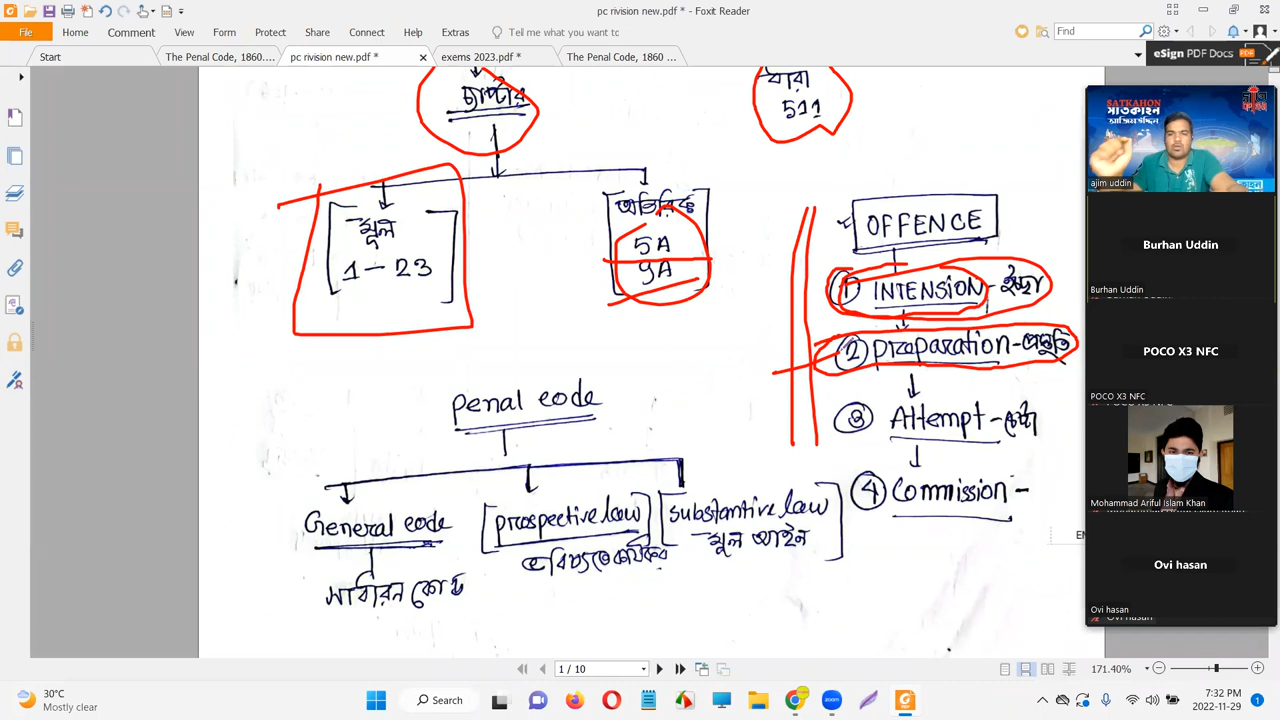 pc rivision new.pdf * - Foxit Reader
File Home Comment View Form Protect Share Connect Help Extras Tell me what you want to Find
Start The Penal Code, 1860.... pc rivision new.pdf * exems 2023.pdf * The Penal Code, 1860 ... eSign PDF Docs
চ্যাপ্টার
ধারা
511
মূল
1 - 23
অতিরিক্ত
5A
9A
OFFENCE
① INTENSION - ইচ্ছা
② Preparation - প্রস্তুতি
③ Attempt - চেষ্টা
④ Commission -
Penal code
General code
সাধারন কোড
prospective law
substantive law
মূল আইন
SATKAHON
সাতকাহন
আজিম উদ্দিন
ajim uddin
Burhan Uddin
Burhan Uddin
POCO X3 NFC
POCO X3 NFC
Mohammad Ariful Islam Khan
Ovi hasan
Ovi hasan
Ovi hasan
1 / 10
171.40%
30°C
Mostly clear
Search
7:32 PM
2022-11-29